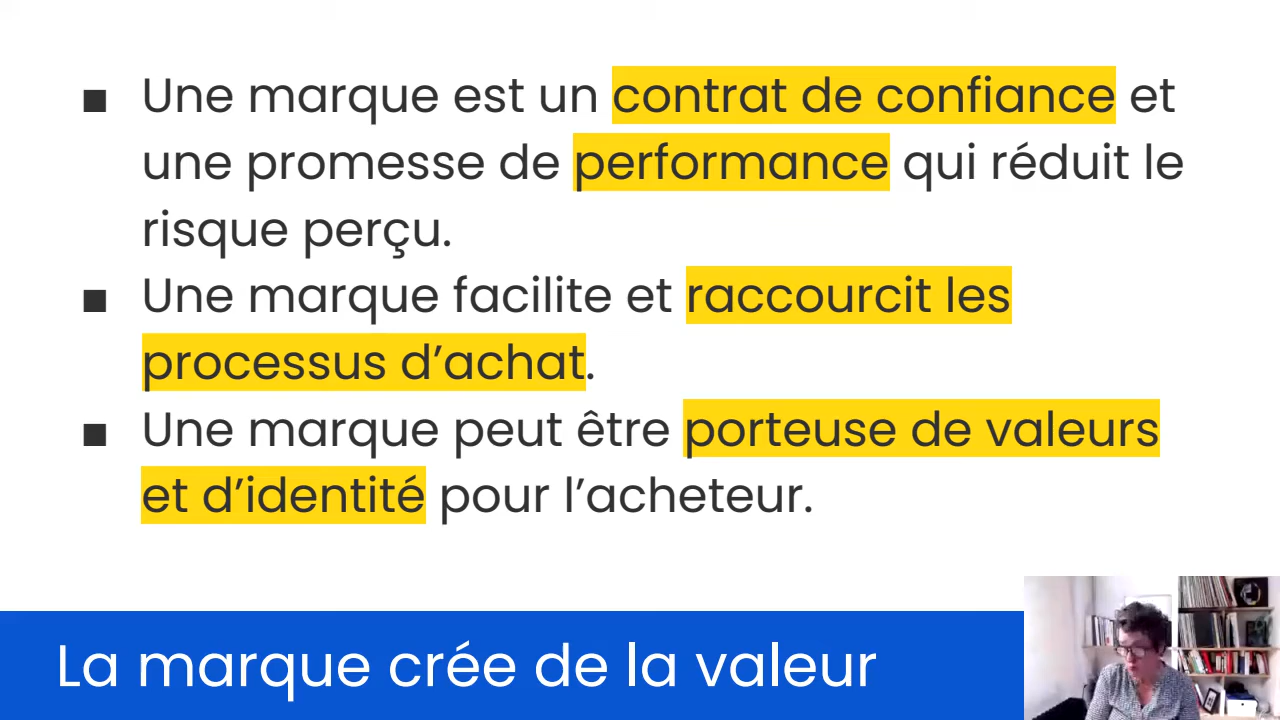 ▪ Une marque est un contrat de confiance et
une promesse de performance qui réduit le
risque perçu.
▪ Une marque facilite et raccourcit les
processus d’achat.
▪ Une marque peut être porteuse de valeurs
et d’identité pour l’acheteur.
La marque crée de la valeur